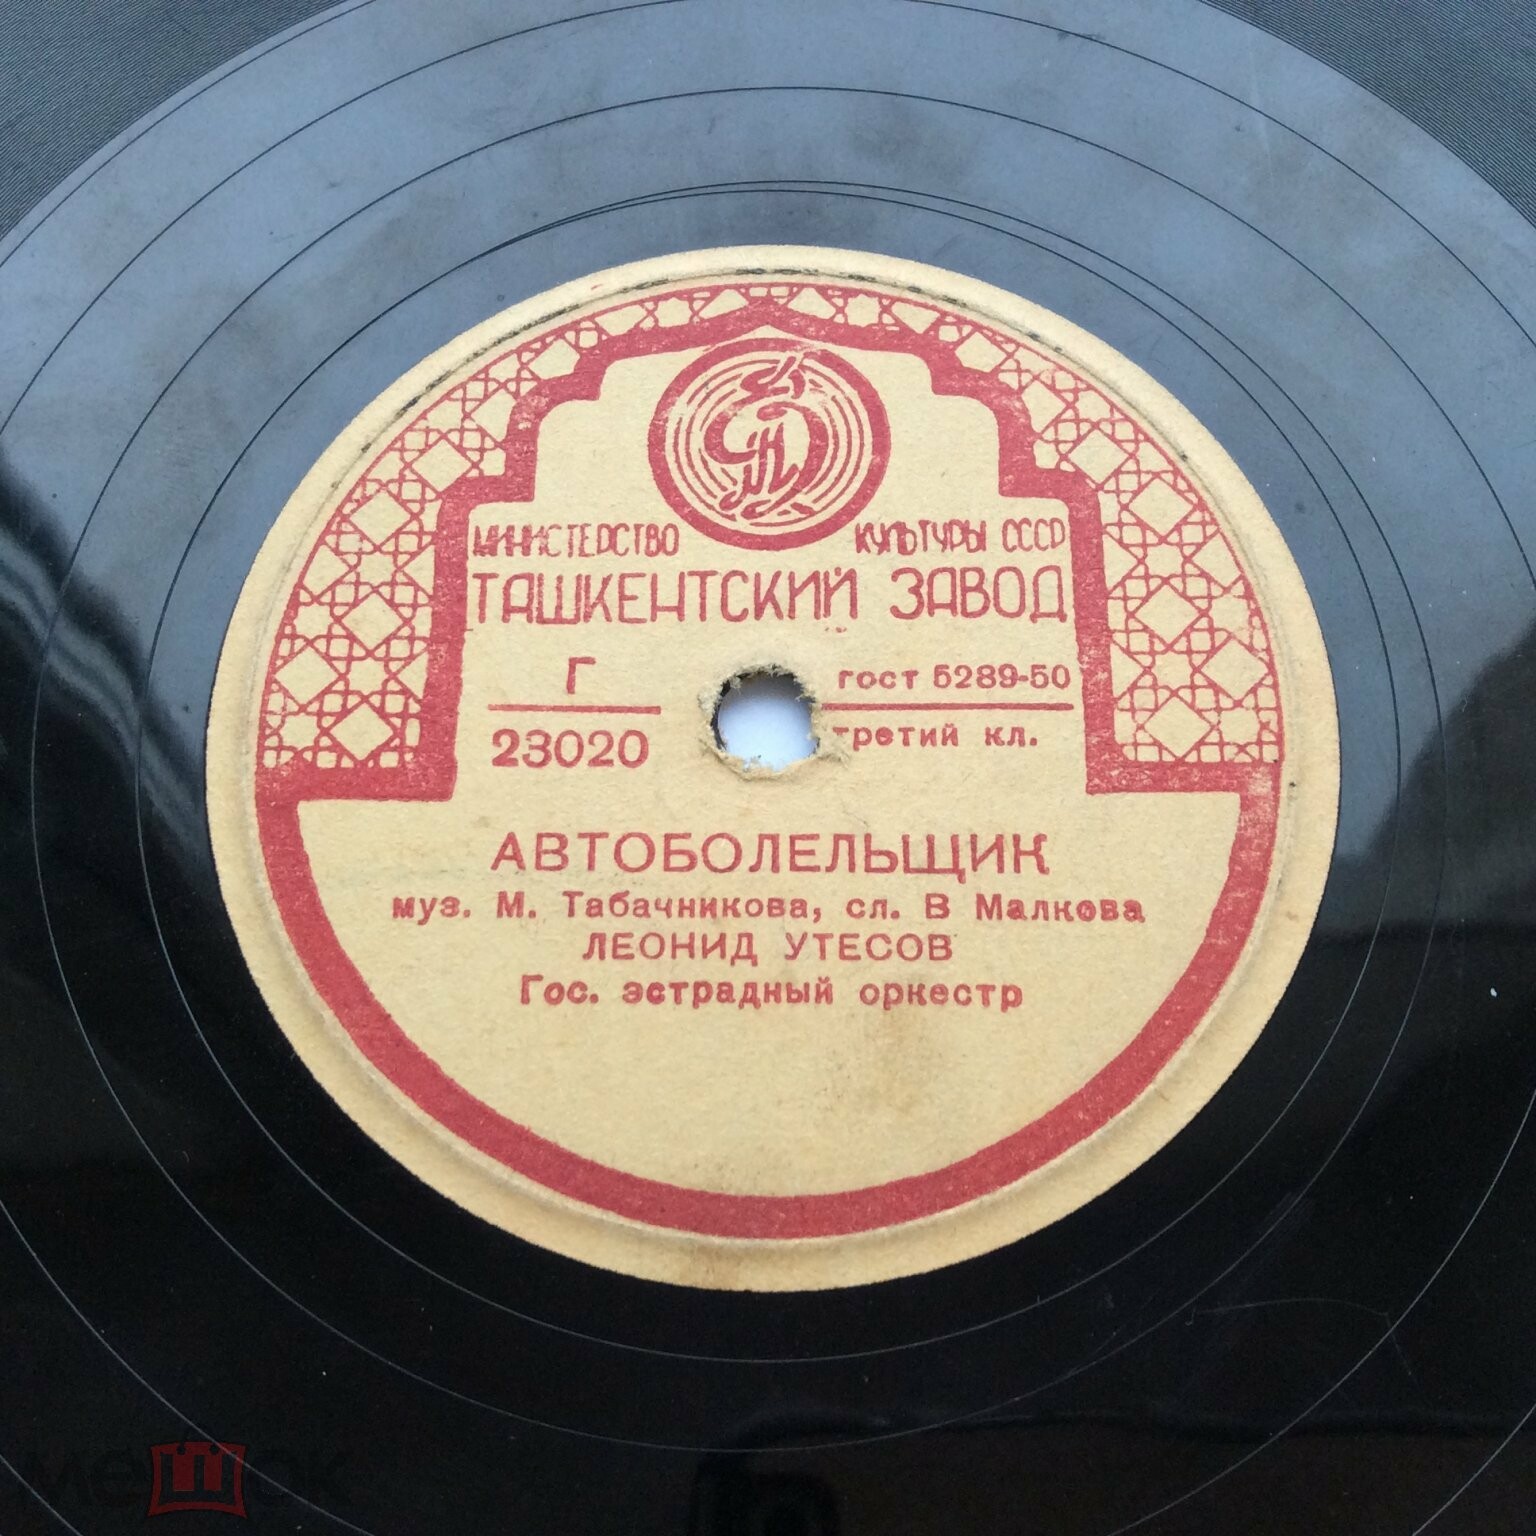 МИНИСТЕРСТВО КУЛЬТУРЫ СССР
ТАШКЕНТСКИЙ ЗАВОД
Г гост 5289-50
23020 третий кл.
АВТОБОЛЕЛЬЩИК
муз. М. Табачникова, сл. В Малкова
ЛЕОНИД УТЕСОВ
Гос. эстрадный оркестр
мешок